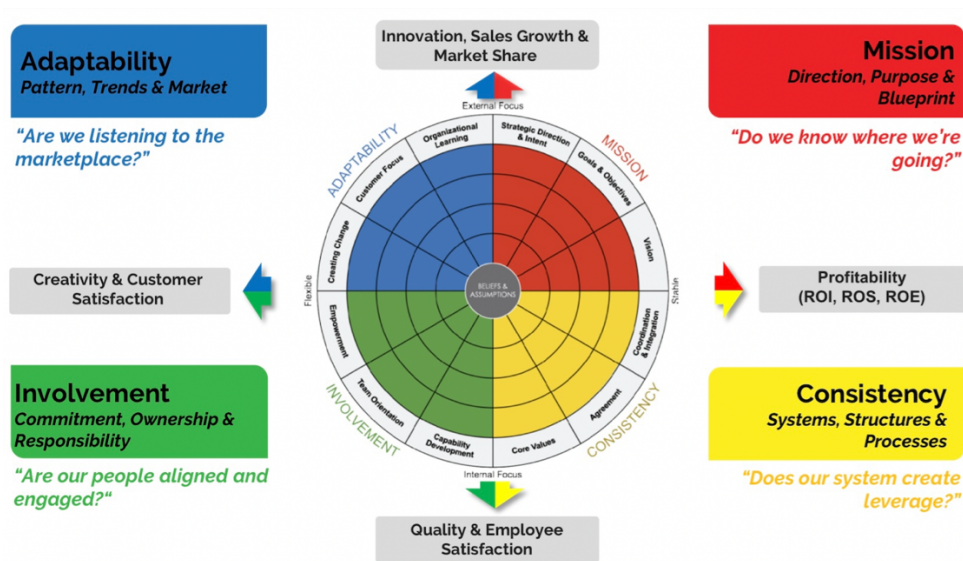 Adaptability
Pattern, Trends & Market
"Are we listening to the
marketplace?"
Innovation, Sales Growth &
Market Share
Mission
Direction, Purpose &
Blueprint
"Do we know where we're
going?"
External Focus
ADAPTABILITY
MISSION
Creating Change
Customer Focus
Organizational
Learning
Strategic Direction
& Intent
Goals & Objectives
Vision
Creativity & Customer
Satisfaction
Flexible
BELIEFS &
ASSUMPTIONS
Stable
Profitability
(ROI, ROS, ROE)
Empowerment
Team Orientation
Capability
Development
Core Values
Agreement
Coordination
& Integration
INVOLVEMENT
CONSISTENCY
Internal Focus
Involvement
Commitment, Ownership &
Responsibility
"Are our people aligned and
engaged?"
Consistency
Systems, Structures &
Processes
"Does our system create
leverage?"
Quality & Employee
Satisfaction